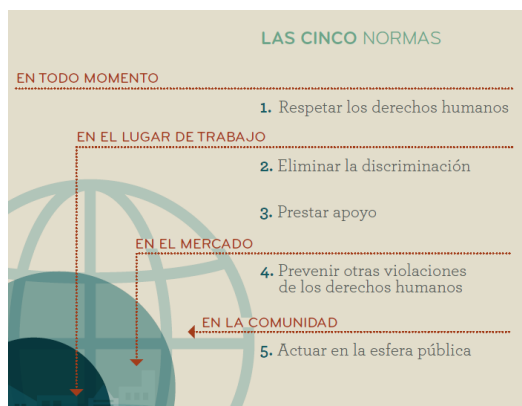 LAS CINCO NORMAS
EN TODO MOMENTO
1. Respetar los derechos humanos
EN EL LUGAR DE TRABAJO
2. Eliminar la discriminación
3. Prestar apoyo
EN EL MERCADO
4. Prevenir otras violaciones
de los derechos humanos
EN LA COMUNIDAD
5. Actuar en la esfera pública